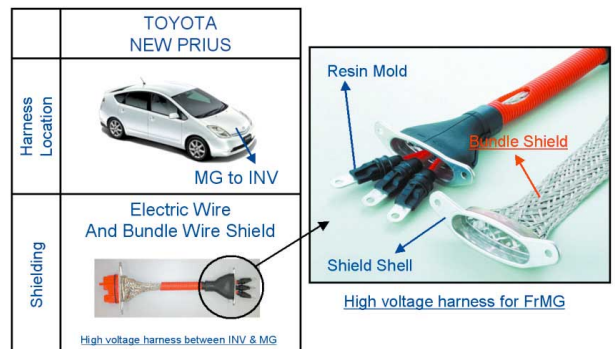 TOYOTA
NEW PRIUS
Harness
Location
MG to INV
Shielding
Electric Wire
And Bundle Wire Shield
High voltage harness between INV & MG
Resin Mold
Bundle Shield
Shield Shell
High voltage harness for FrMG